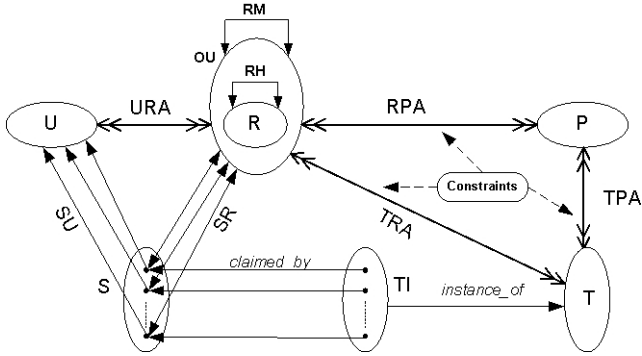 RM
OU
RH
URA
RPA
U
R
P
Constraints
TPA
SU
SR
TRA
claimed_by
S
TI
instance_of
T